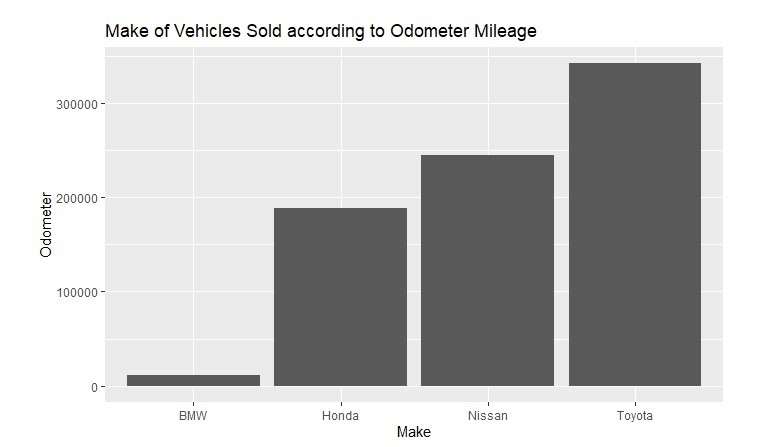 Make of Vehicles Sold according to Odometer Mileage
Odometer
300000
200000
100000
0
BMW Honda Nissan Toyota
Make